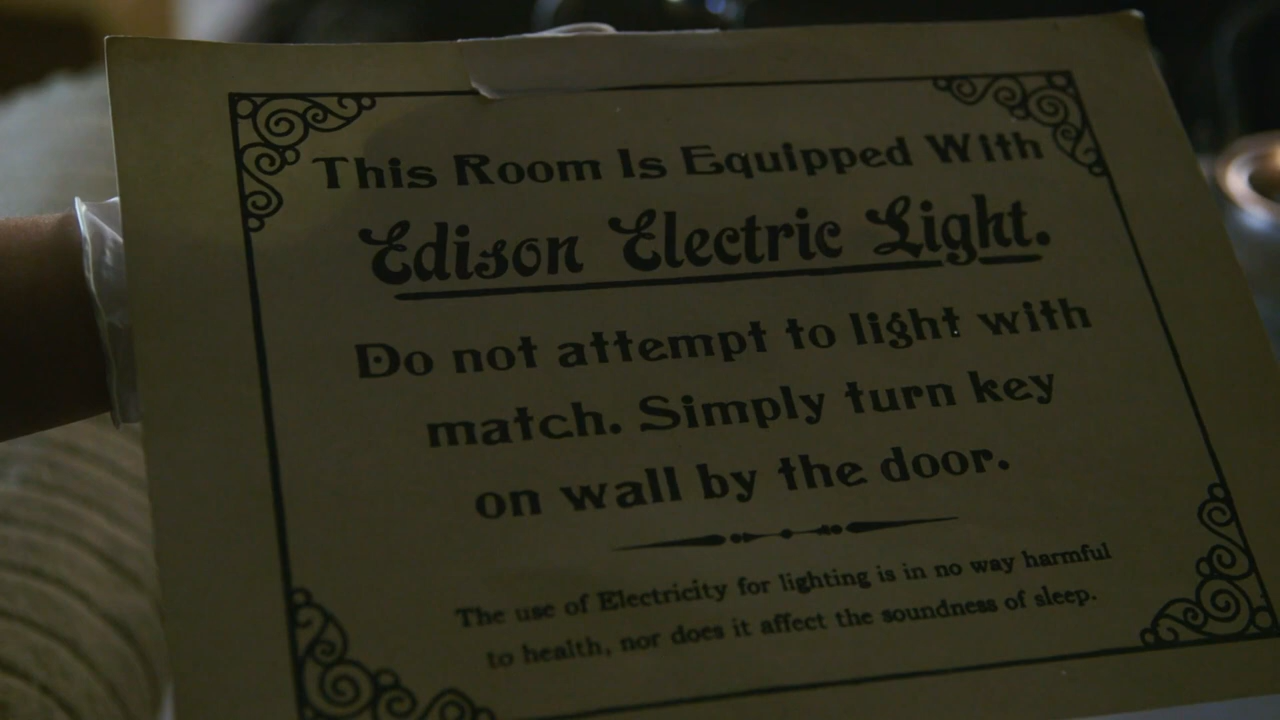 This Room Is Equipped With
Edison Electric Light.
Do not attempt to light with
match. Simply turn key
on wall by the door.
The use of Electricity for lighting is in no way harmful
to health, nor does it affect the soundness of sleep.